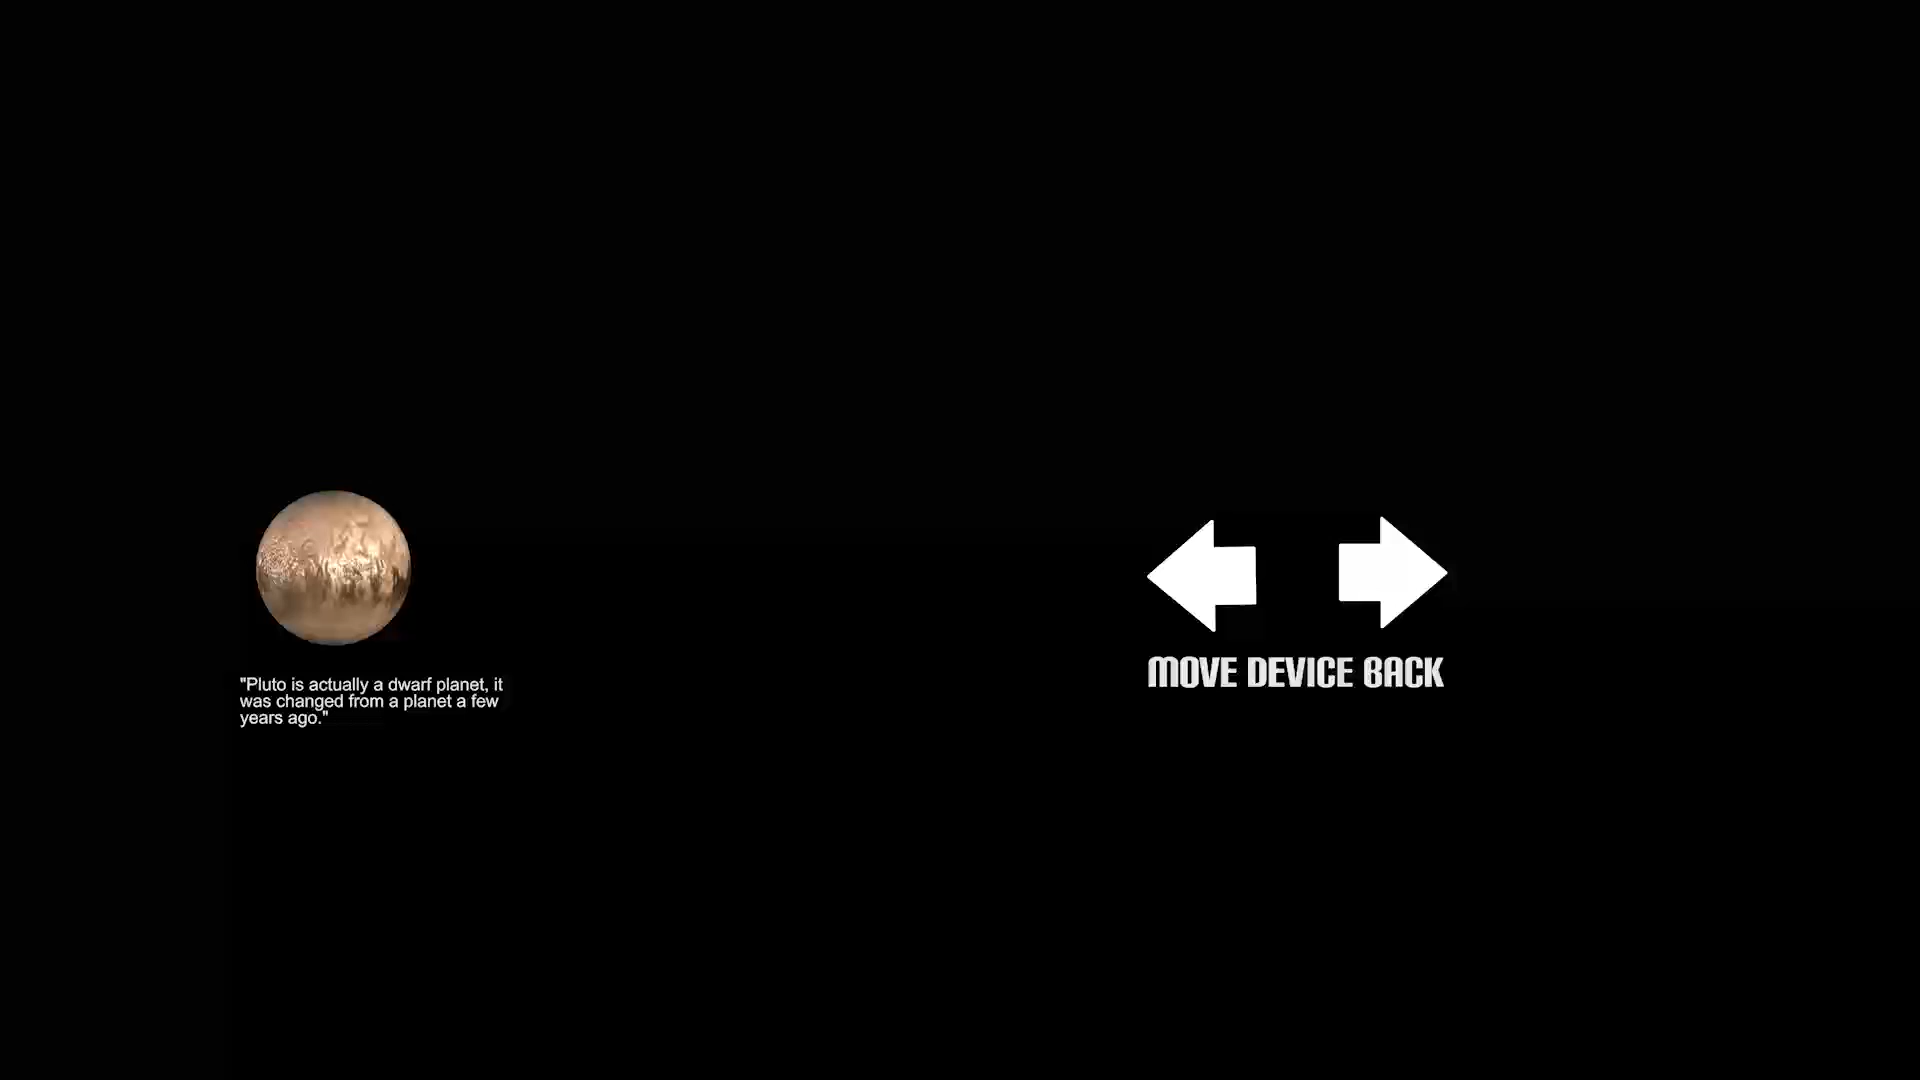 "Pluto is actually a dwarf planet, it
was changed from a planet a few
years ago."
MOVE DEVICE BACK